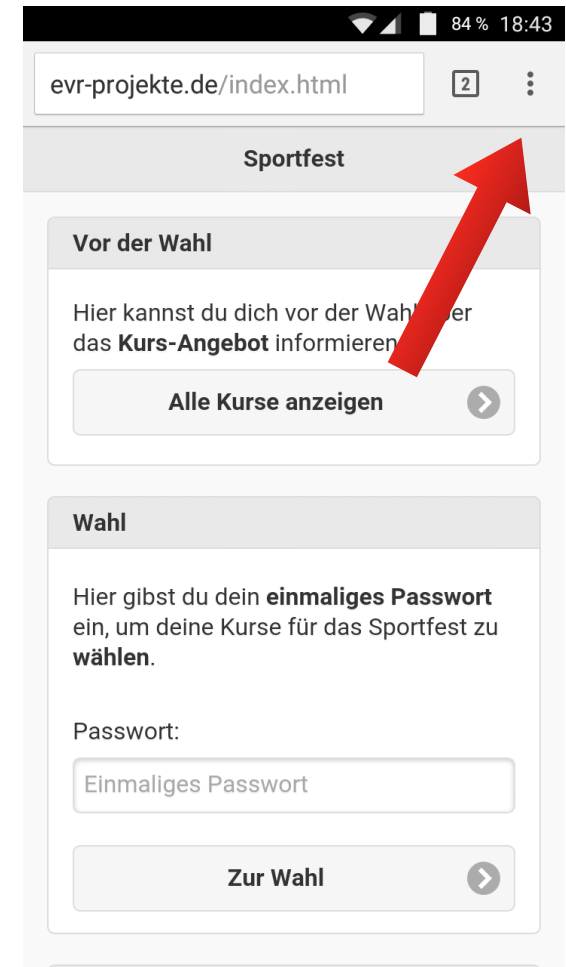 84 % 18:43
evr-projekte.de/index.html 2
Sportfest
Vor der Wahl
Hier kannst du dich vor der Wahl
das Kurs-Angebot informieren
Alle Kurse anzeigen
Wahl
Hier gibst du dein einmaliges Passwort
ein, um deine Kurse für das Sportfest zu
wählen.
Passwort:
Einmaliges Passwort
Zur Wahl